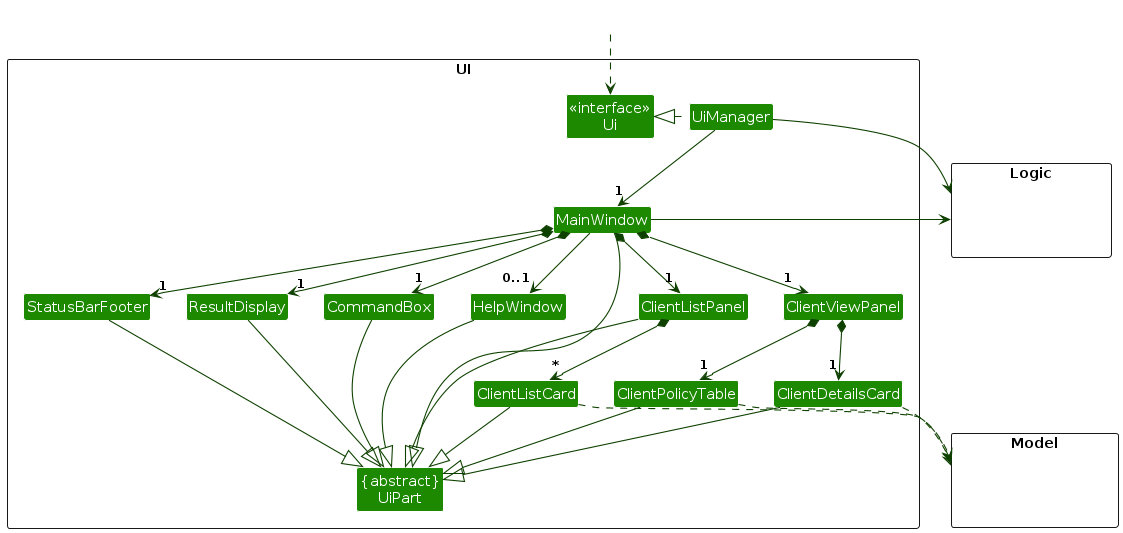 UI
«interface»
Ui
UiManager
Logic
1
MainWindow
1
1
1
0..1
1
1
StatusBarFooter
ResultDisplay
CommandBox
HelpWindow
ClientListPanel
ClientViewPanel
*
1
1
ClientListCard
ClientPolicyTable
ClientDetailsCard
Model
{abstract}
UiPart